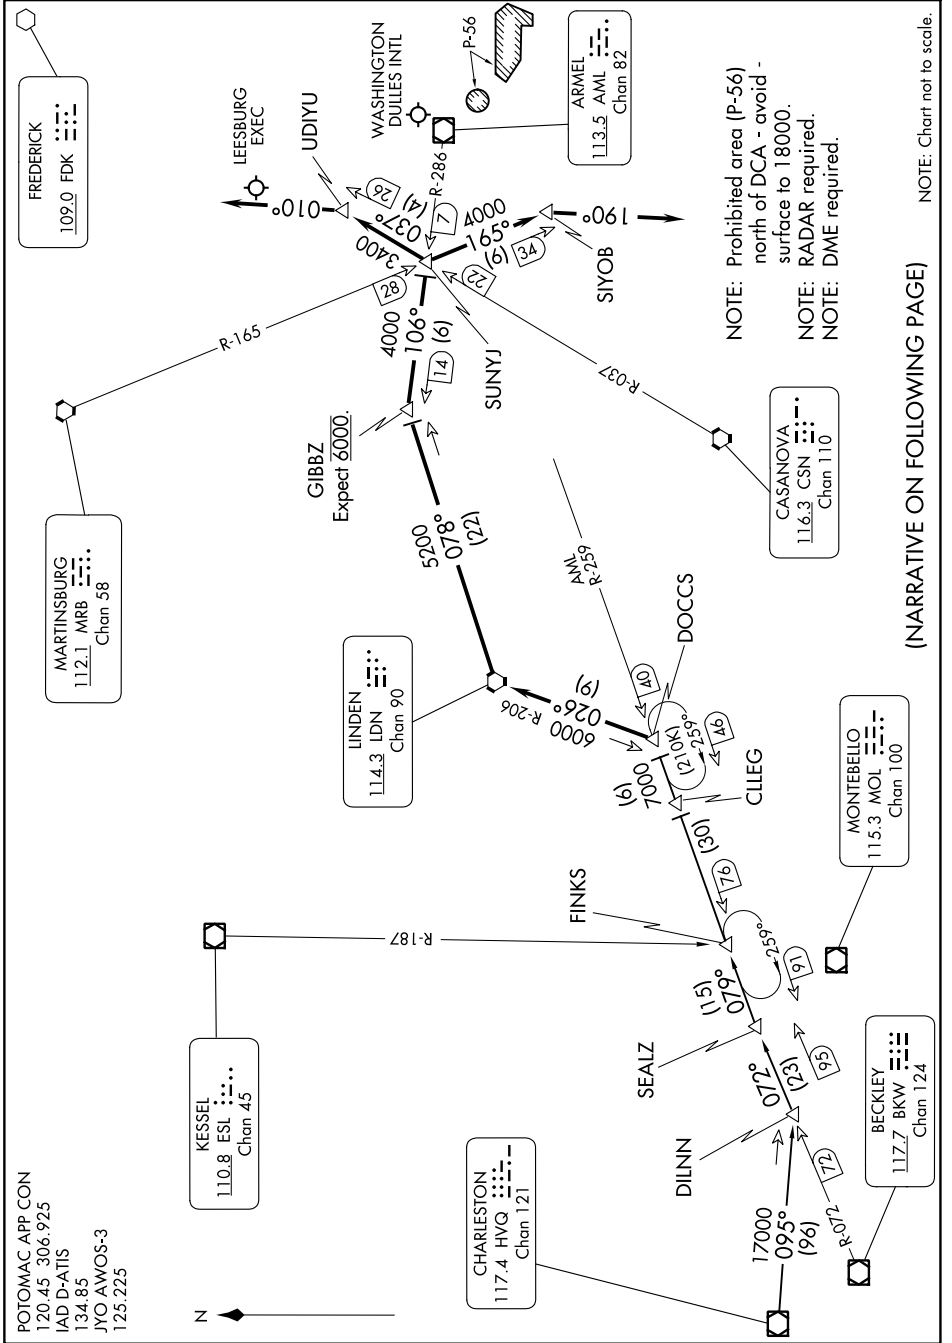 POTOMAC APP CON
120.45 306.925
IAD D-ATIS
134.85
JYO AWOS-3
125.225
N
KESSEL
110.8 ESL
Chan 45
R-187
MARTINSBURG
112.1 MRB
Chan 58
R-165
28
FREDERICK
109.0 FDK
LEESBURG
EXEC
UDIYU
010°
WASHINGTON
DULLES INTL
P-56
ARMEL
113.5 AML
Chan 82
R-286
7
26
3400
037°
(4)
4000
165°
(6)
34
22
SIYOB
190°
SUNYJ
4000
106°
(6)
14
GIBBZ
Expect 6000.
5200
078°
(22)
LINDEN
114.3 LDN
Chan 90
R-206
6000
026°
(9)
AML
R-259
40
DOCCS
(210K)
259°
46
(6)
7000
CLLEG
(30)
76
FINKS
259°
91
(15)
079°
SEALZ
072°
(23)
95
DILNN
CHARLESTON
117.4 HVQ
Chan 121
17000
095°
(96)
R-072
72
BECKLEY
117.7 BKW
Chan 124
MONTEBELLO
115.3 MOL
Chan 100
CASANOVA
116.3 CSN
Chan 110
R-037
NOTE: Prohibited area (P-56)
north of DCA - avoid -
surface to 18000.
NOTE: RADAR required.
NOTE: DME required.
(NARRATIVE ON FOLLOWING PAGE)
NOTE: Chart not to scale.